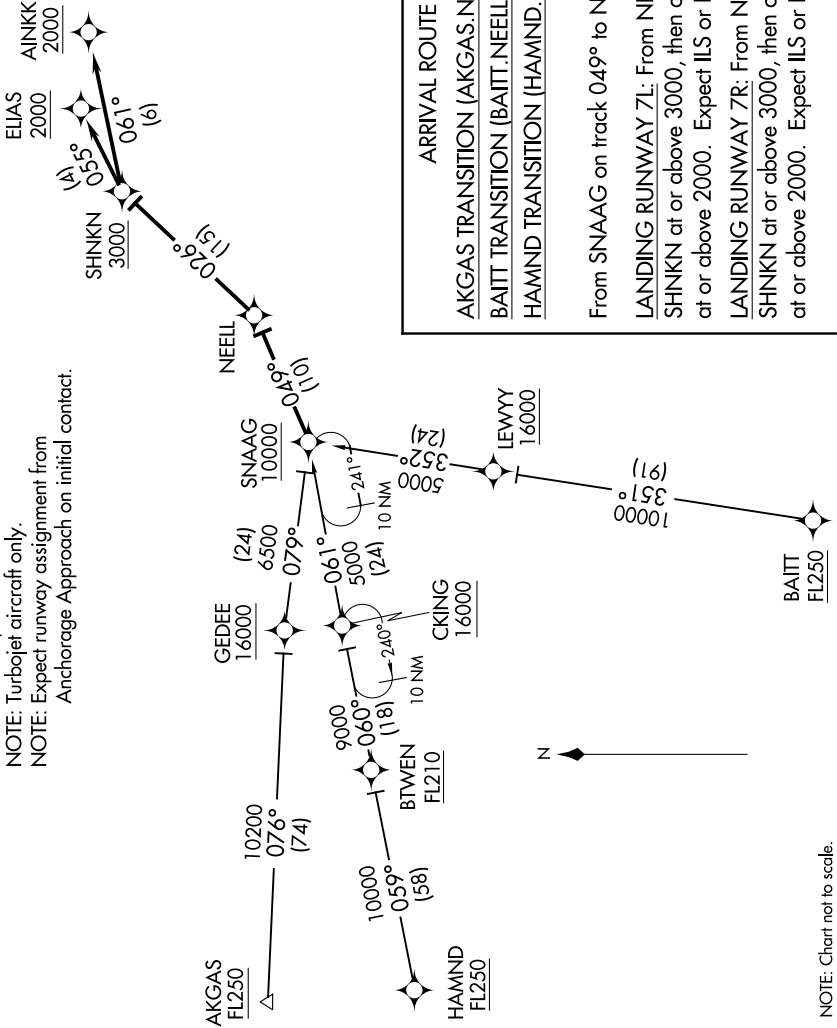 NOTE: Turbojet aircraft only.
NOTE: Expect runway assignment from
Anchorage Approach on initial contact.
ELIAS
2000
AINKK
2000
(4)
055°
061°
(9)
SHNKN
3000
026°
(15)
NEELL
049°
(10)
SNAAG
10000
241°
10 NM
(24)
6500
079°
GEDEE
16000
10200
076°
(74)
AKGAS
FL250
061°
5000
(24)
CKING
16000
240°
10 NM
9000
060°
(18)
BTWEN
FL210
10000
059°
(58)
HAMND
FL250
5000
352°
(24)
LEWYY
16000
10000
351°
(91)
BAITT
FL250
N
NOTE: Chart not to scale.
ARRIVAL ROUTE
AKGAS TRANSITION (AKGAS.N
BAITT TRANSITION (BAITT.NEELL
HAMND TRANSITION (HAMND.
From SNAAG on track 049° to N
LANDING RUNWAY 7L: From
SHNKN at or above 3000, then
at or above 2000. Expect ILS or
LANDING RUNWAY 7R: From N
SHNKN at or above 3000, then
at or above 2000. Expect ILS or